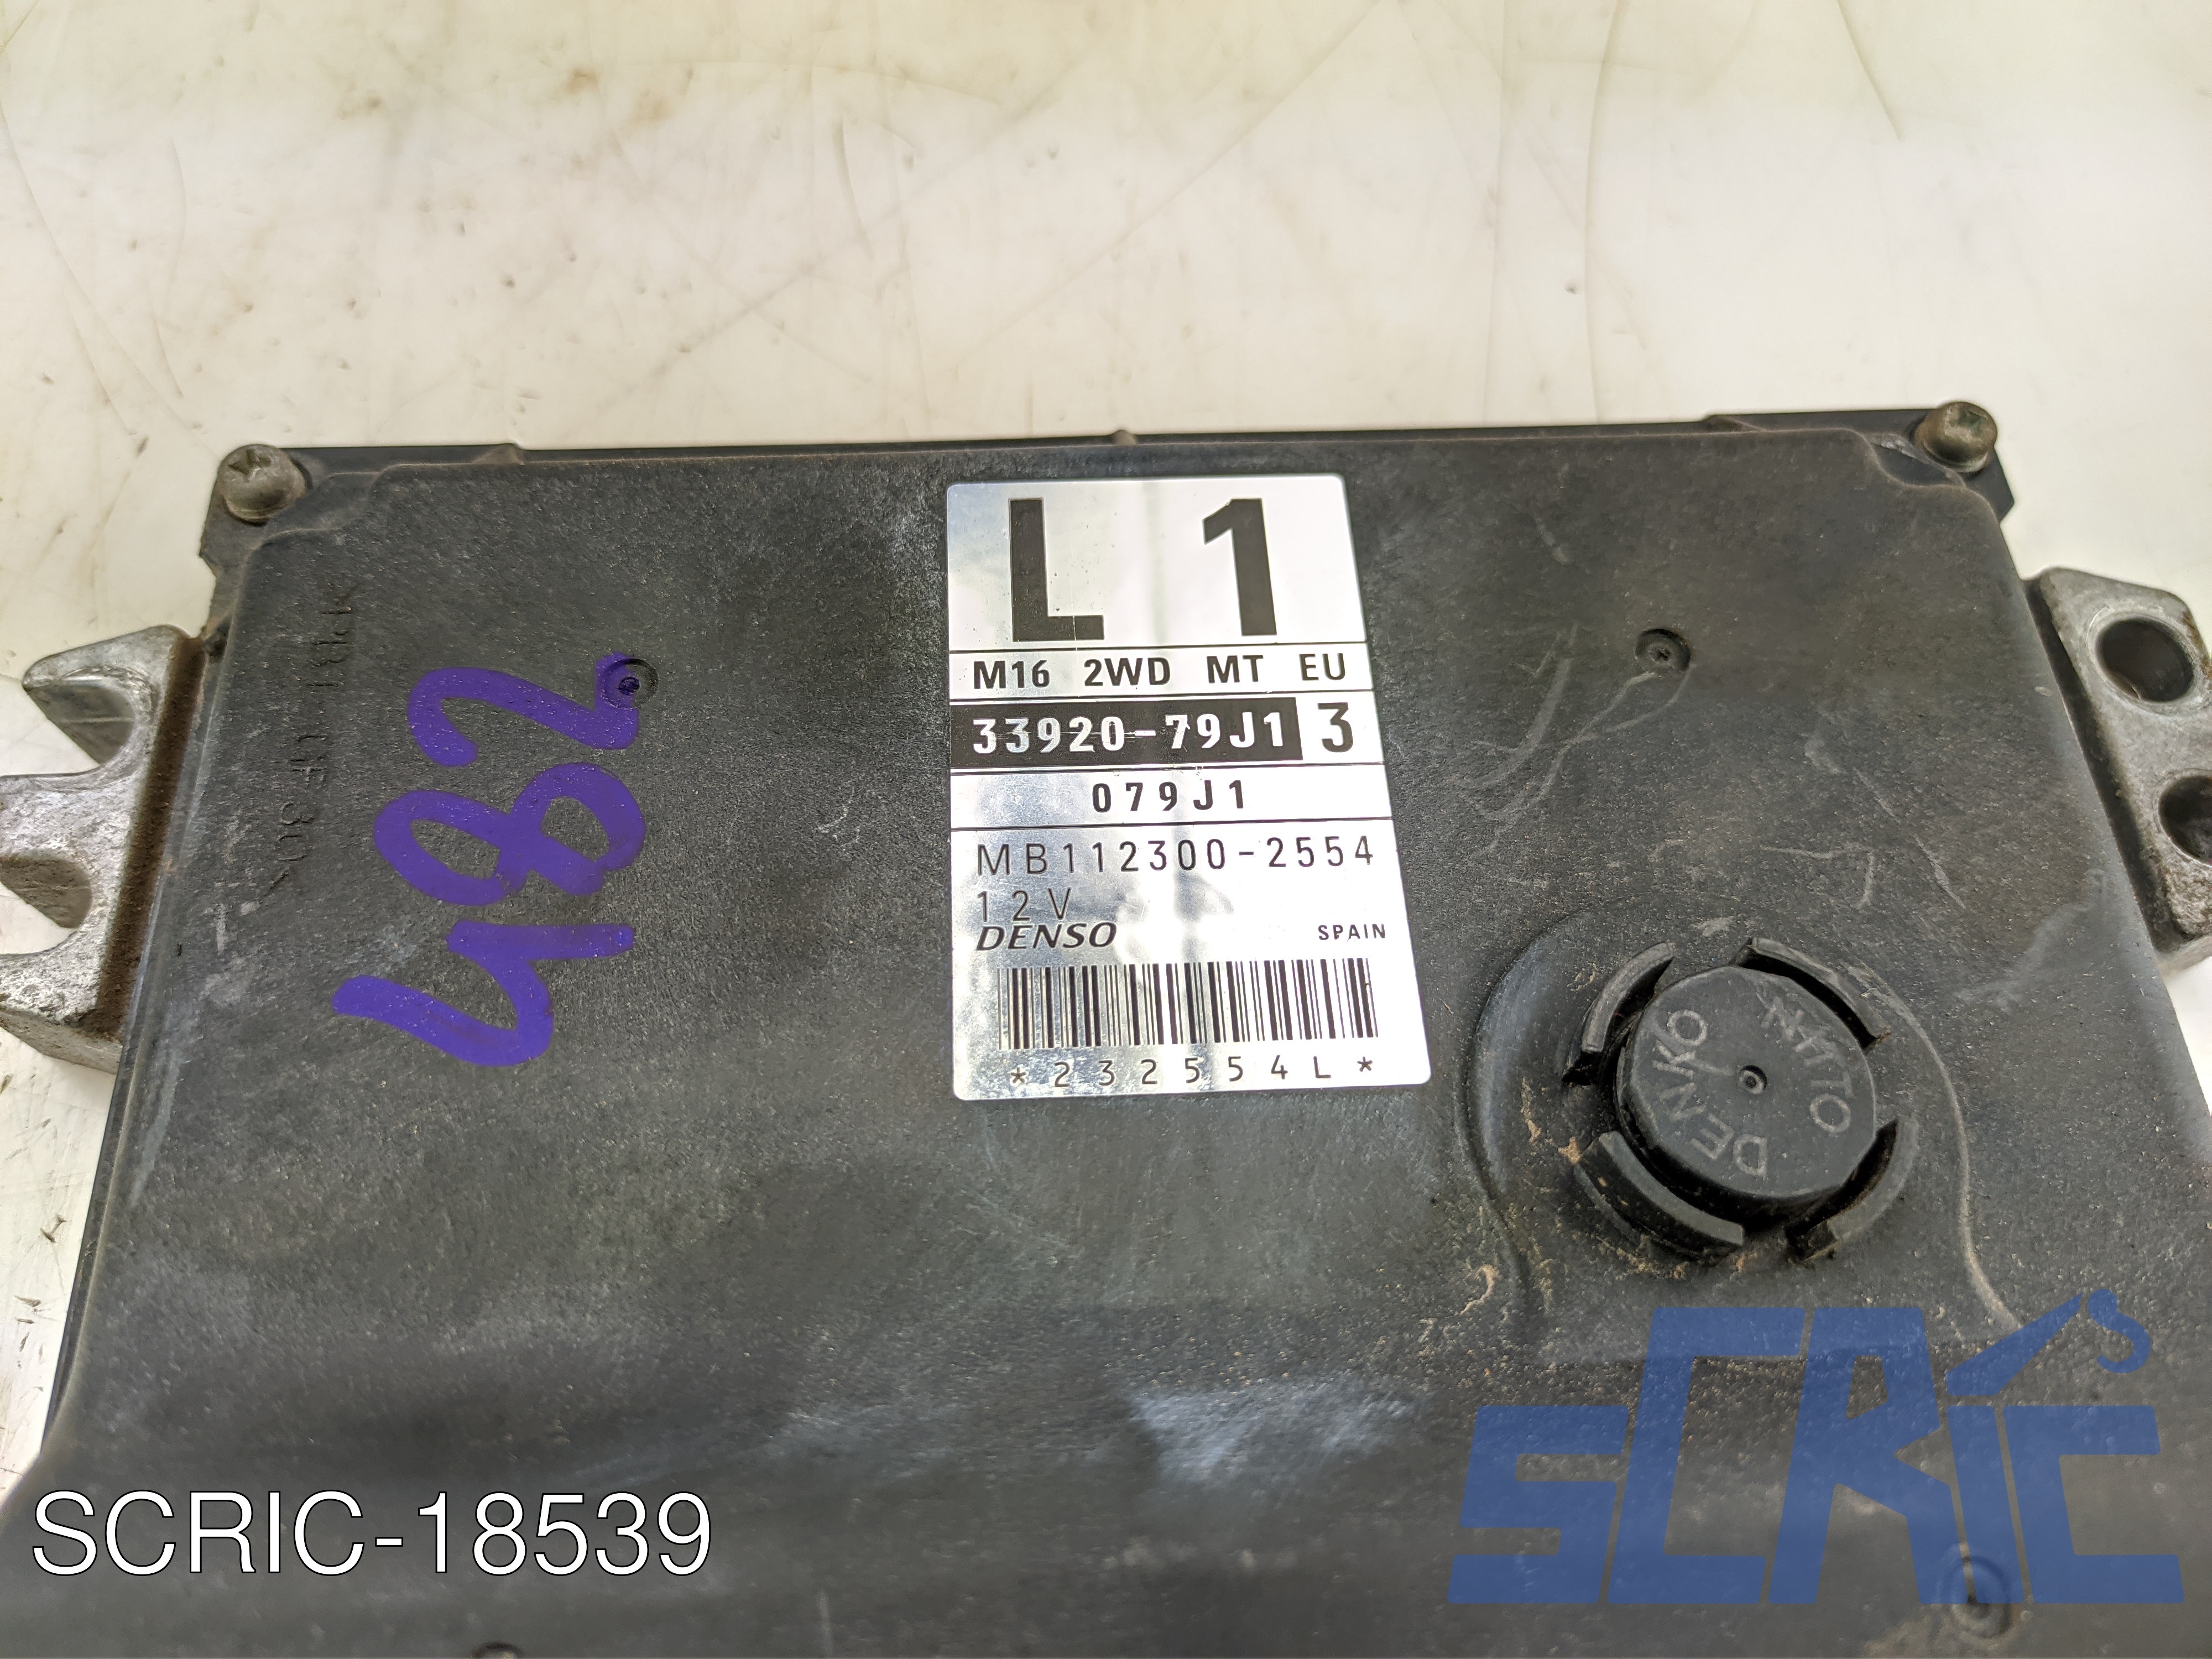 L 1
M16 2WD MT EU
33920-79J1 3
079J1
MB112300-2554
12V
DENSO SPAIN
*232554L*
482
NITTO
DENKO
SCRIC
SCRIC-18539